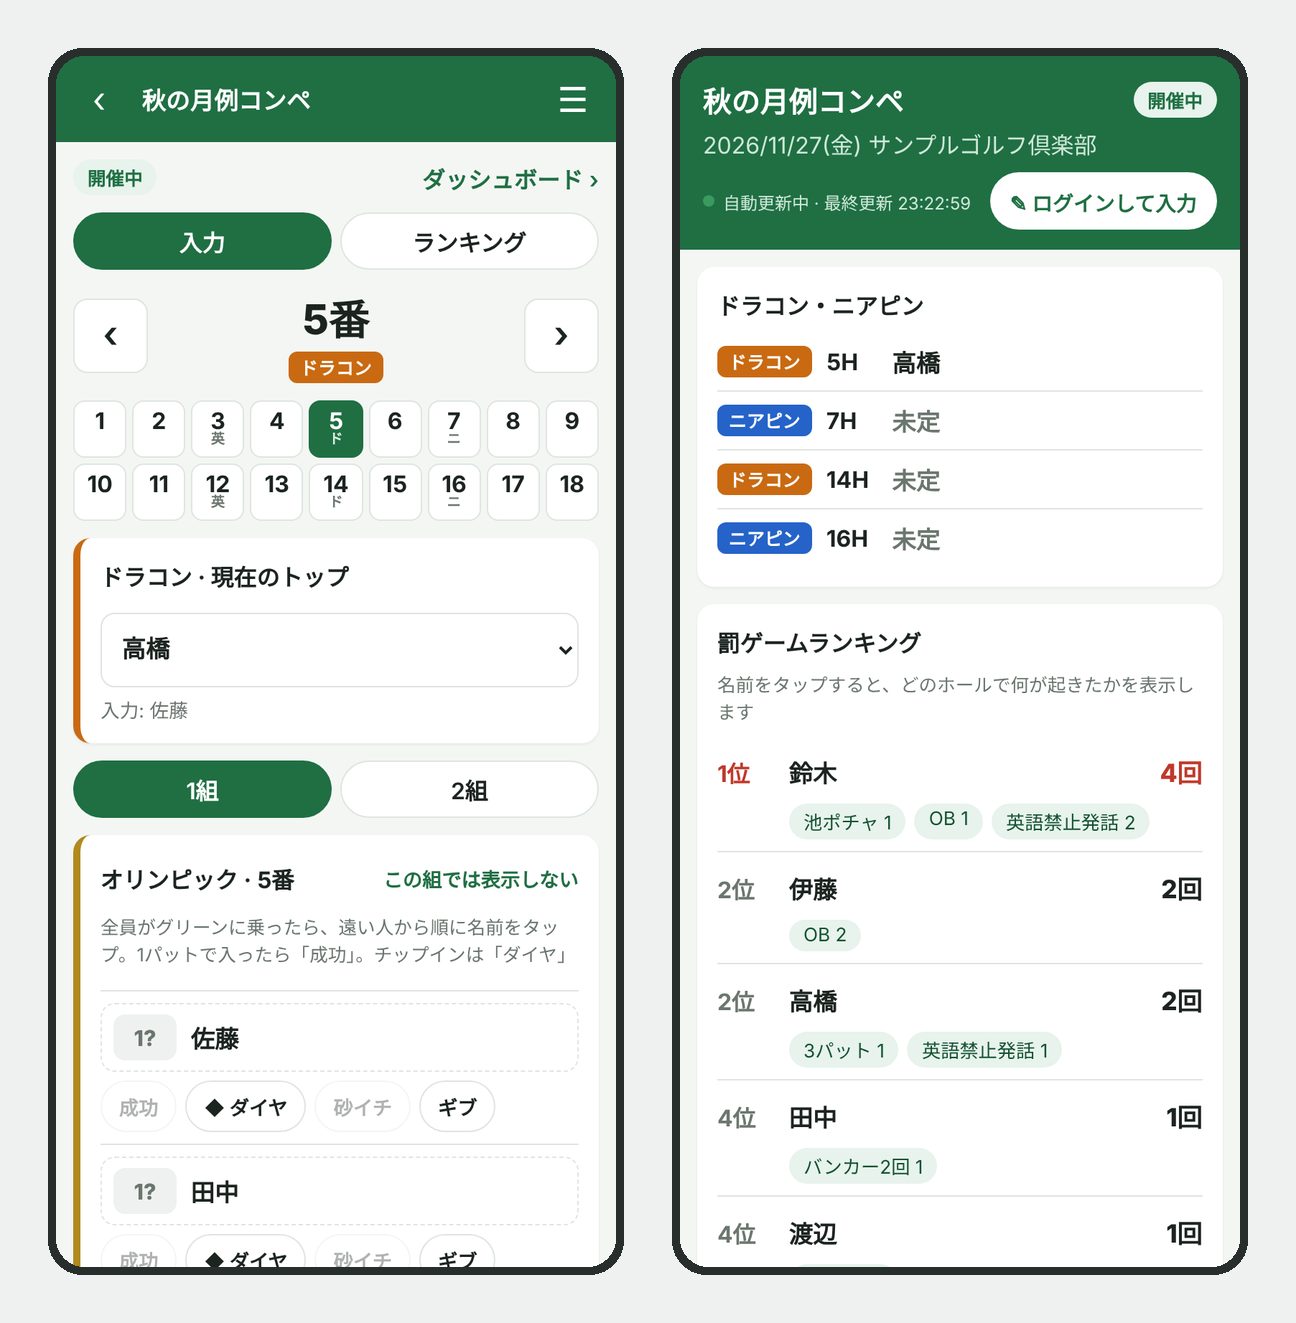 ‹ 秋の月例コンペ ☰
開催中 ダッシュボード ›
入力 ランキング
‹ 5番 ›
ドラコン
1 2 3 4 5 6 7 8 9
英 ド ニ
10 11 12 13 14 15 16 17 18
英 ド ニ
ドラコン · 現在のトップ
高橋
入力: 佐藤
1組 2組
オリンピック · 5番 この組では表示しない
全員がグリーンに乗ったら、遠い人から順に名前をタッ
プ。1パットで入ったら「成功」。チップインは「ダイヤ」
1? 佐藤
成功 ◆ ダイヤ 砂イチ ギブ
1? 田中
成功 ◆ ダイヤ 砂イチ ギブ
秋の月例コンペ 開催中
2026/11/27(金) サンプルゴルフ倶楽部
自動更新中 · 最終更新 23:22:59 ✎ ログインして入力
ドラコン・ニアピン
ドラコン 5H 高橋
ニアピン 7H 未定
ドラコン 14H 未定
ニアピン 16H 未定
罰ゲームランキング
名前をタップすると、どのホールで何が起きたかを表示し
ます
1位 鈴木 4回
池ポチャ 1 OB 1 英語禁止発話 2
2位 伊藤 2回
OB 2
2位 高橋 2回
3パット 1 英語禁止発話 1
4位 田中 1回
バンカー2回 1
4位 渡辺 1回